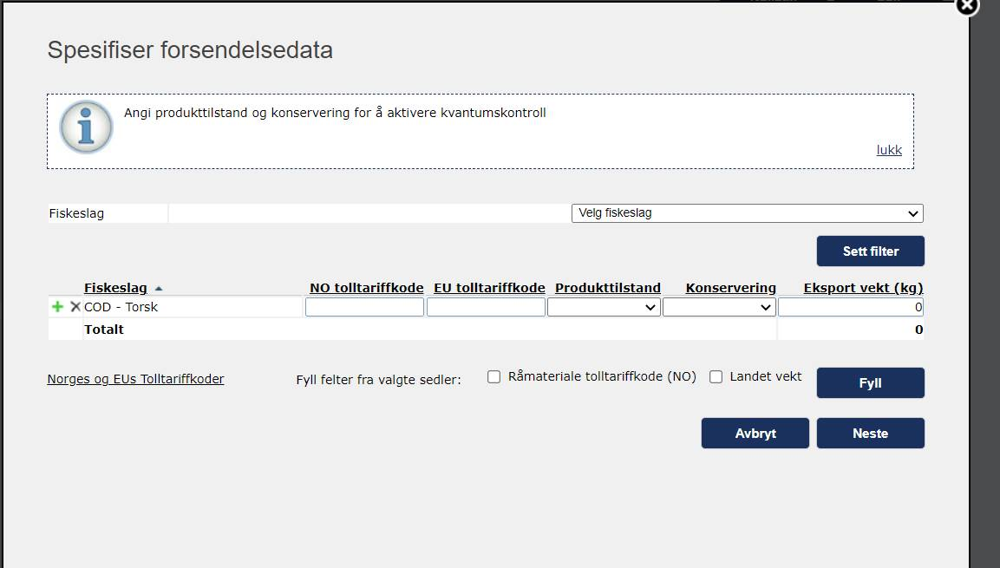 Spesifiser forsendelsedata
Angi produkttilstand og konservering for å aktivere kvantumskontroll
lukk
Fiskeslag Velg fiskeslag
Sett filter
Fiskeslag NO tolltariffkode EU tolltariffkode Produkttilstand Konservering Eksport vekt (kg)
COD - Torsk 0
Totalt 0
Norges og EUs Tolltariffkoder Fyll felter fra valgte sedler: Råmateriale tolltariffkode (NO) Landet vekt Fyll
Avbryt Neste